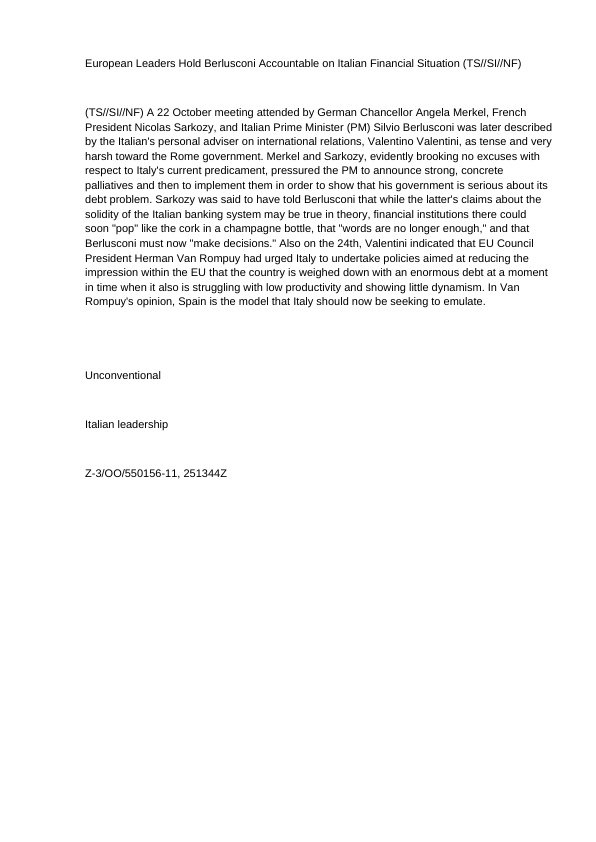 European Leaders Hold Berlusconi Accountable on Italian Financial Situation (TS//SI//NF)
(TS//SI//NF) A 22 October meeting attended by German Chancellor Angela Merkel, French
President Nicolas Sarkozy, and Italian Prime Minister (PM) Silvio Berlusconi was later described
by the Italian's personal adviser on international relations, Valentino Valentini, as tense and very
harsh toward the Rome government. Merkel and Sarkozy, evidently brooking no excuses with
respect to Italy's current predicament, pressured the PM to announce strong, concrete
palliatives and then to implement them in order to show that his government is serious about its
debt problem. Sarkozy was said to have told Berlusconi that while the latter's claims about the
solidity of the Italian banking system may be true in theory, financial institutions there could
soon "pop" like the cork in a champagne bottle, that "words are no longer enough," and that
Berlusconi must now "make decisions." Also on the 24th, Valentini indicated that EU Council
President Herman Van Rompuy had urged Italy to undertake policies aimed at reducing the
impression within the EU that the country is weighed down with an enormous debt at a moment
in time when it also is struggling with low productivity and showing little dynamism. In Van
Rompuy's opinion, Spain is the model that Italy should now be seeking to emulate.
Unconventional
Italian leadership
Z-3/OO/550156-11, 251344Z